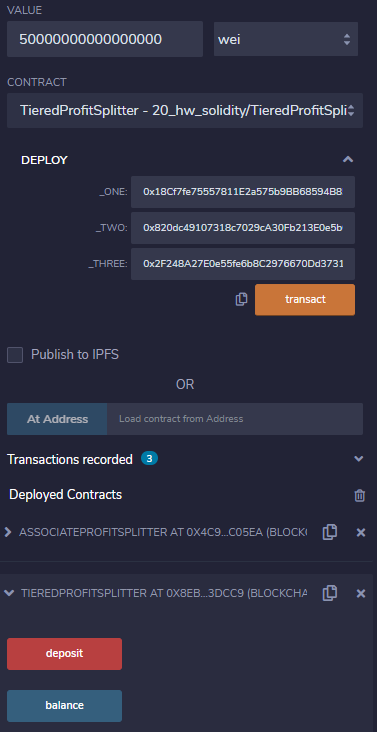 VALUE
50000000000000000 wei
CONTRACT
TieredProfitSplitter - 20_hw_solidity/TieredProfitSpli
DEPLOY
_ONE: 0x18Cf7fe75557811E2a575b9BB68594B8
_TWO: 0x820dc49107318c7029cA30Fb213E0e5b
_THREE: 0x2F248A27E0e55fe6b8C2976670Dd3731
transact
Publish to IPFS
OR
At Address Load contract from Address
Transactions recorded 3
Deployed Contracts
ASSOCIATEPROFITSPLITTER AT 0X4C9...C05EA (BLOCKC
TIEREDPROFITSPLITTER AT 0X8EB...3DCC9 (BLOCKCHA
deposit
balance